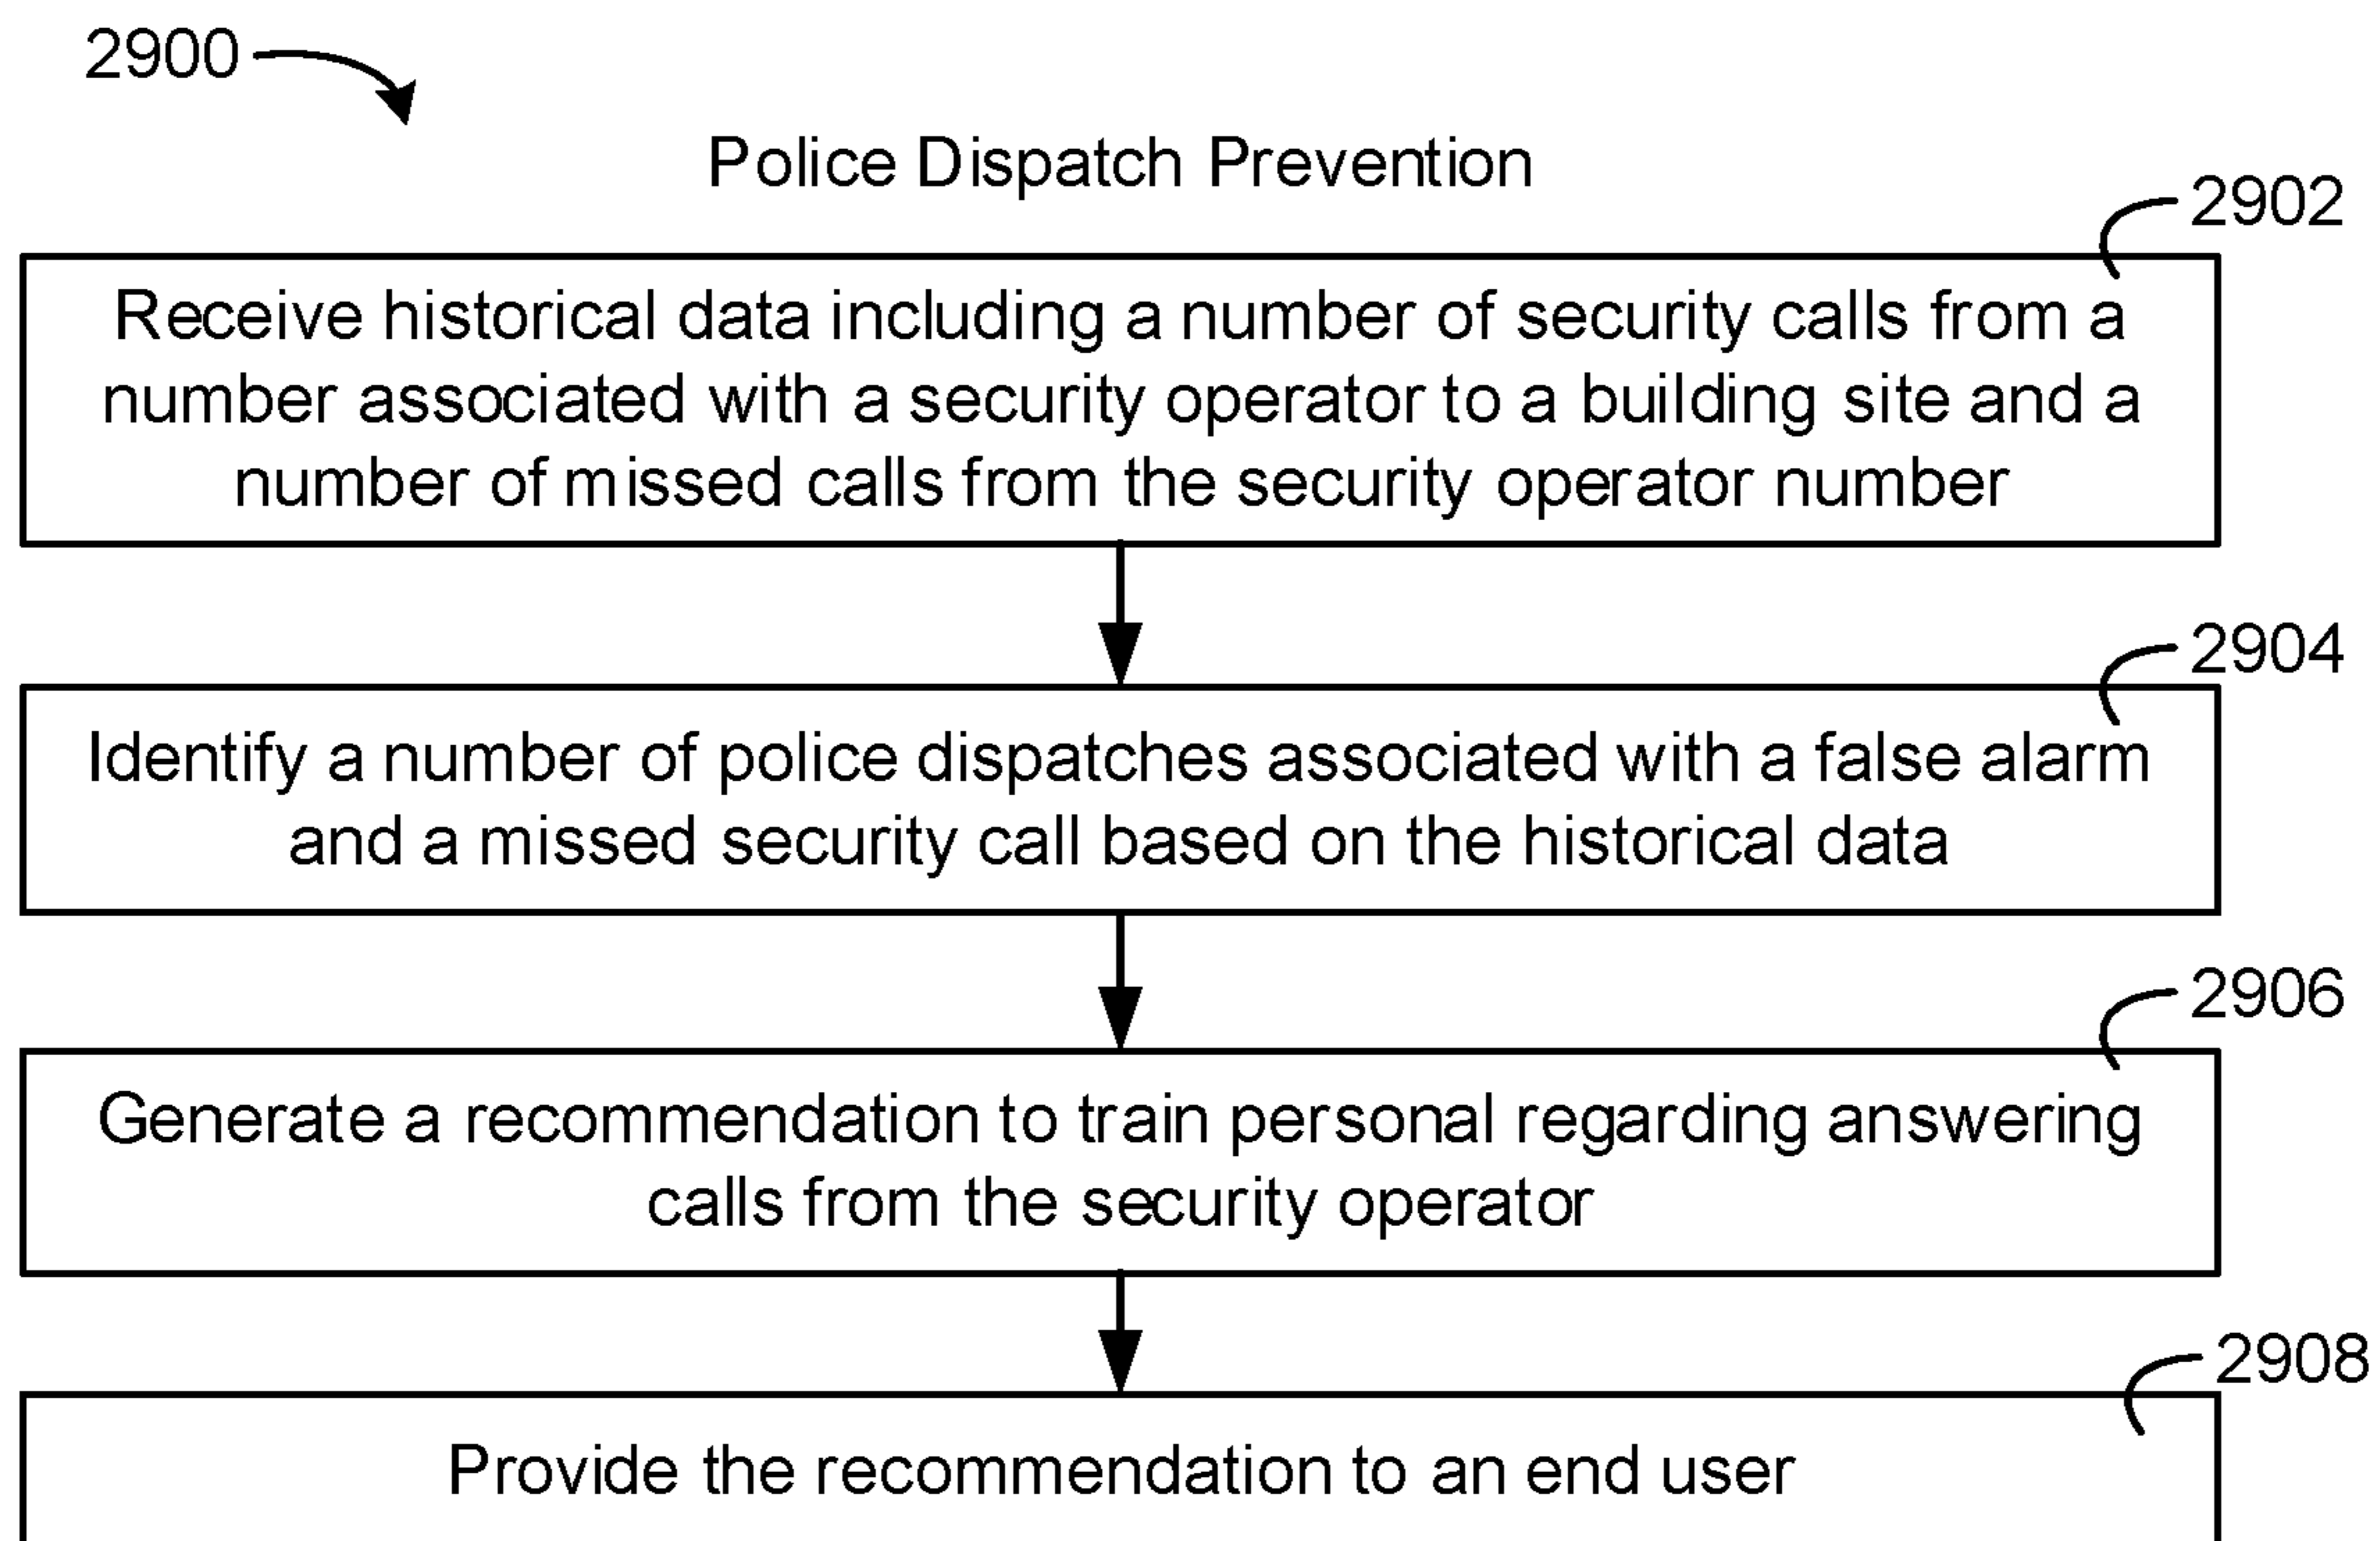 2900
Police Dispatch Prevention
2902
Receive historical data including a number of security calls from a
number associated with a security operator to a building site and a
number of missed calls from the security operator number
2904
Identify a number of police dispatches associated with a false alarm
and a missed security call based on the historical data
2906
Generate a recommendation to train personal regarding answering
calls from the security operator
2908
Provide the recommendation to an end user